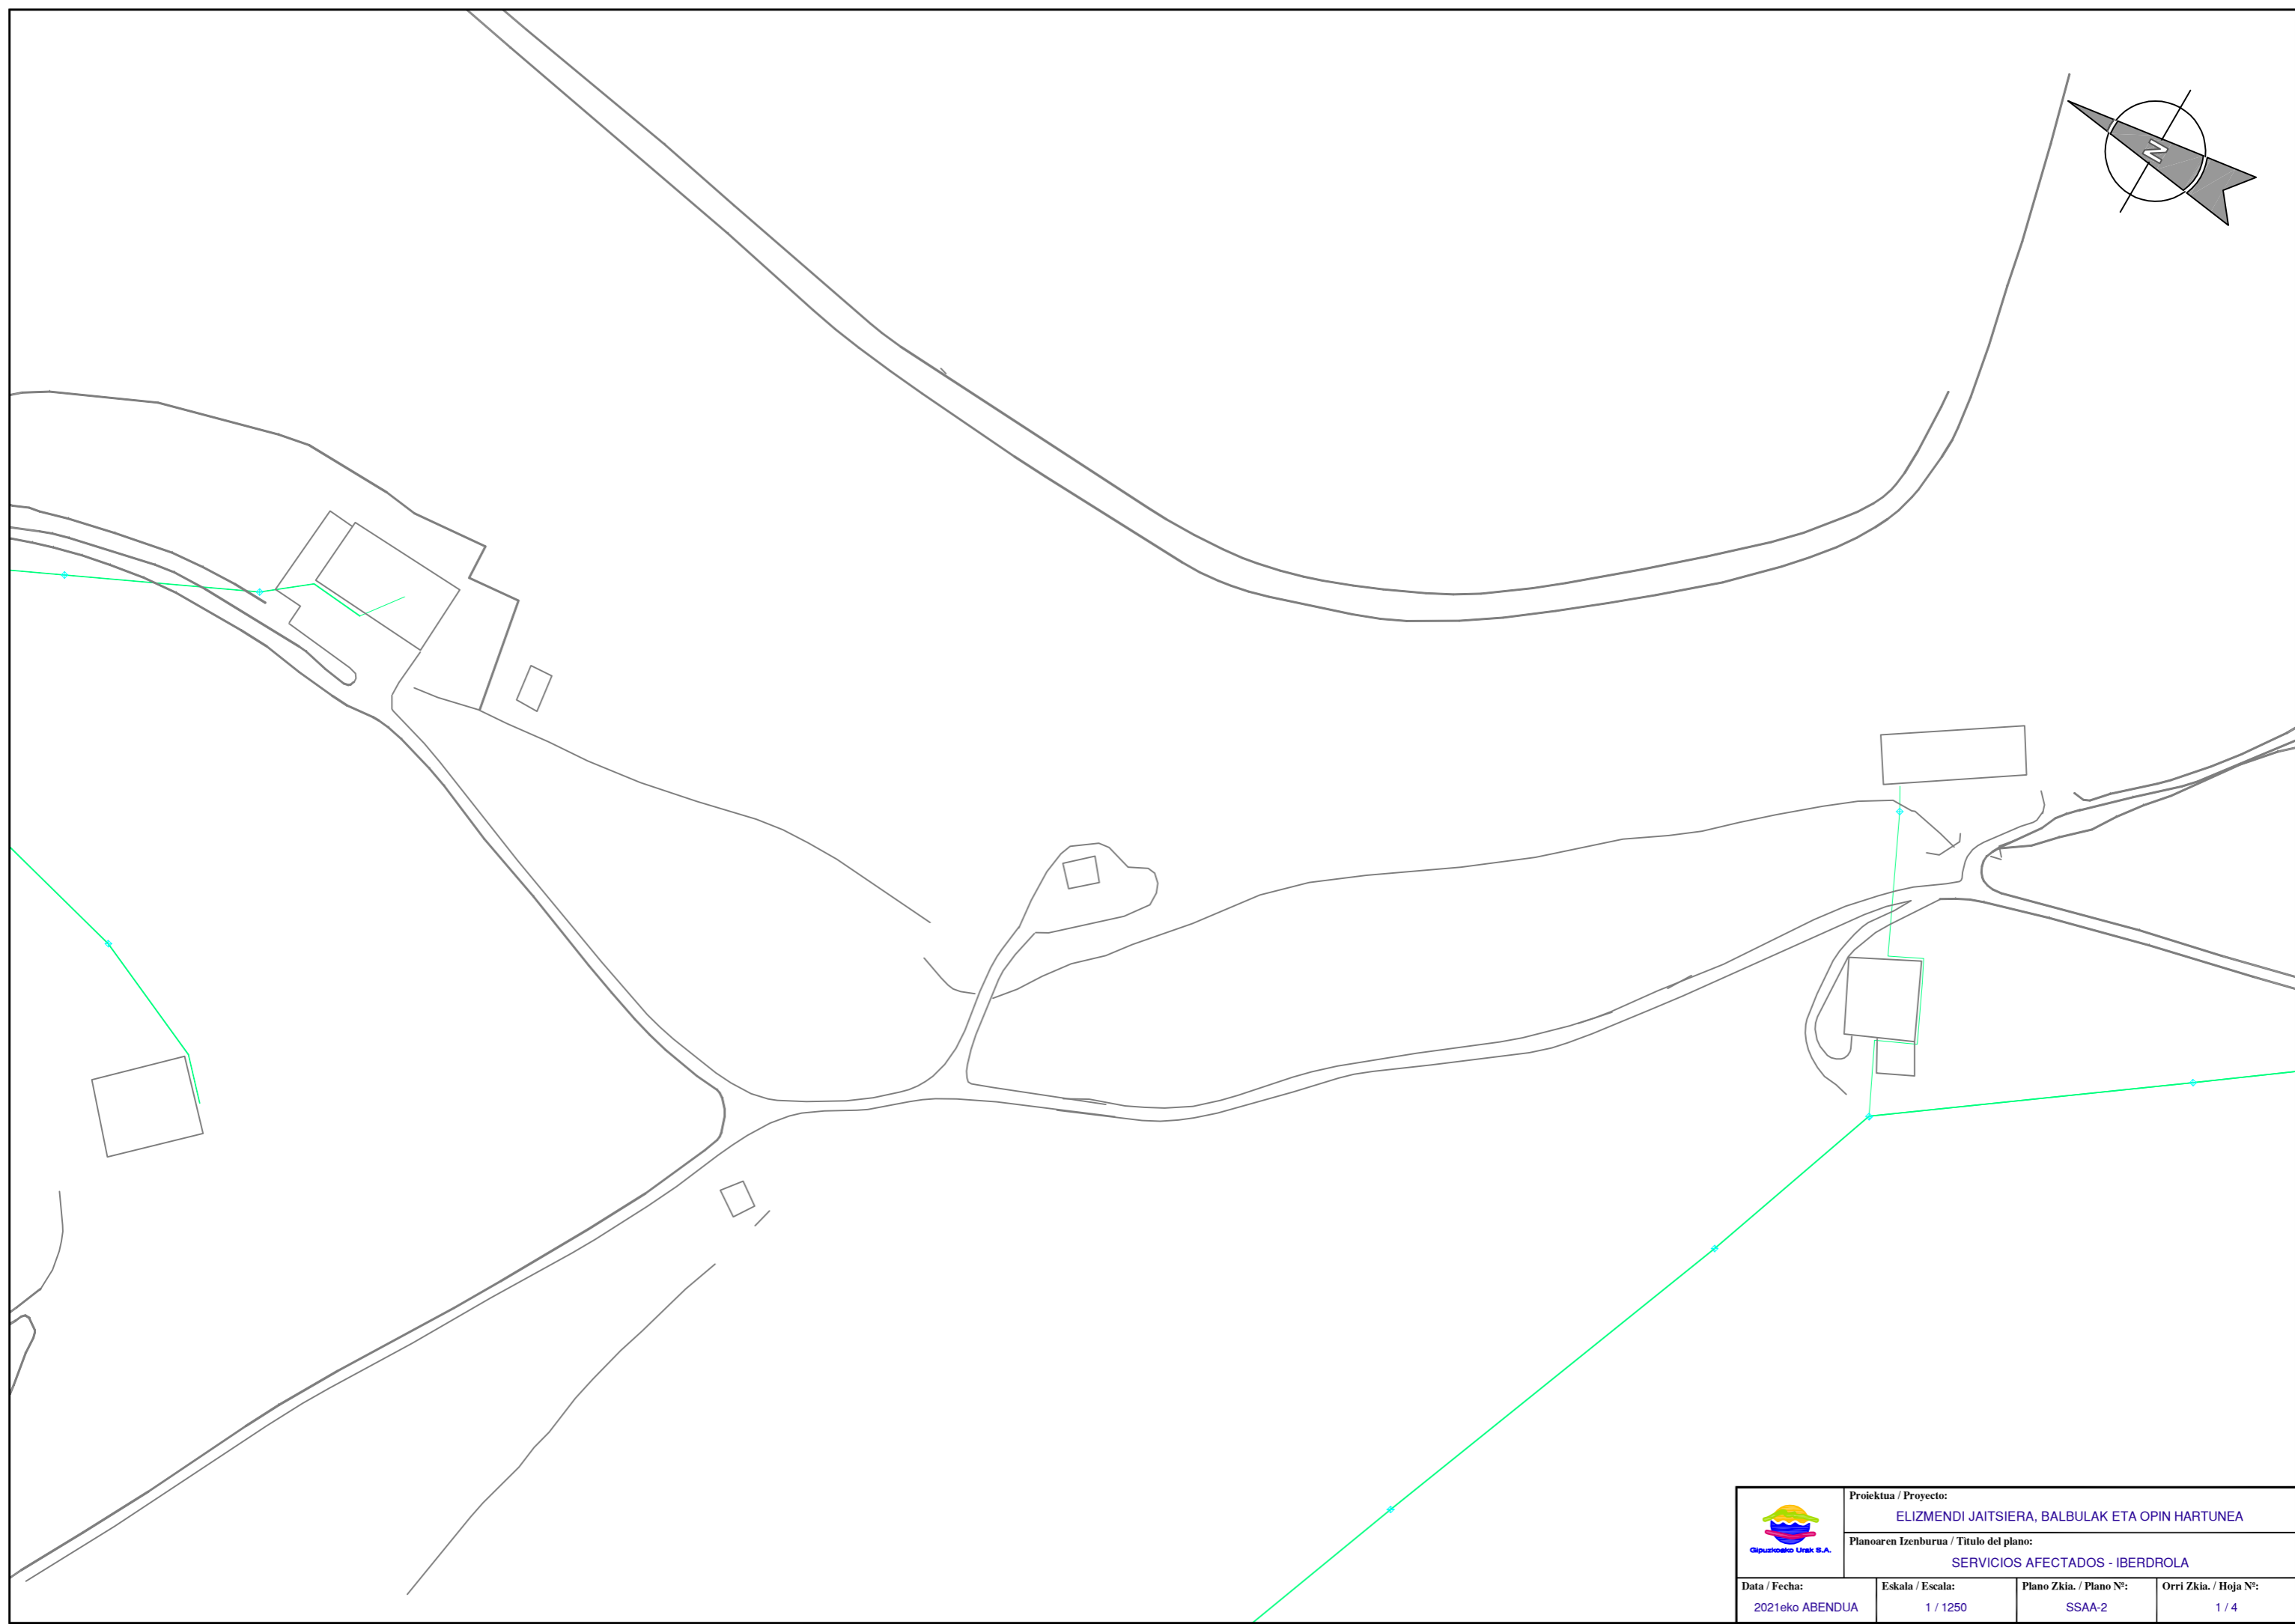 N
Proiektua / Proyecto:
ELIZMENDI JAITSIERA, BALBULAK ETA OPIN HARTUNEA
Planoaren Izenburua / Titulo del plano:
SERVICIOS AFECTADOS - IBERDROLA
Gipuzkoako Urak S.A.
Data / Fecha:
2021eko ABENDUA
Eskala / Escala:
1 / 1250
Plano Zkia. / Plano Nº:
SSAA-2
Orri Zkia. / Hoja Nº:
1 / 4